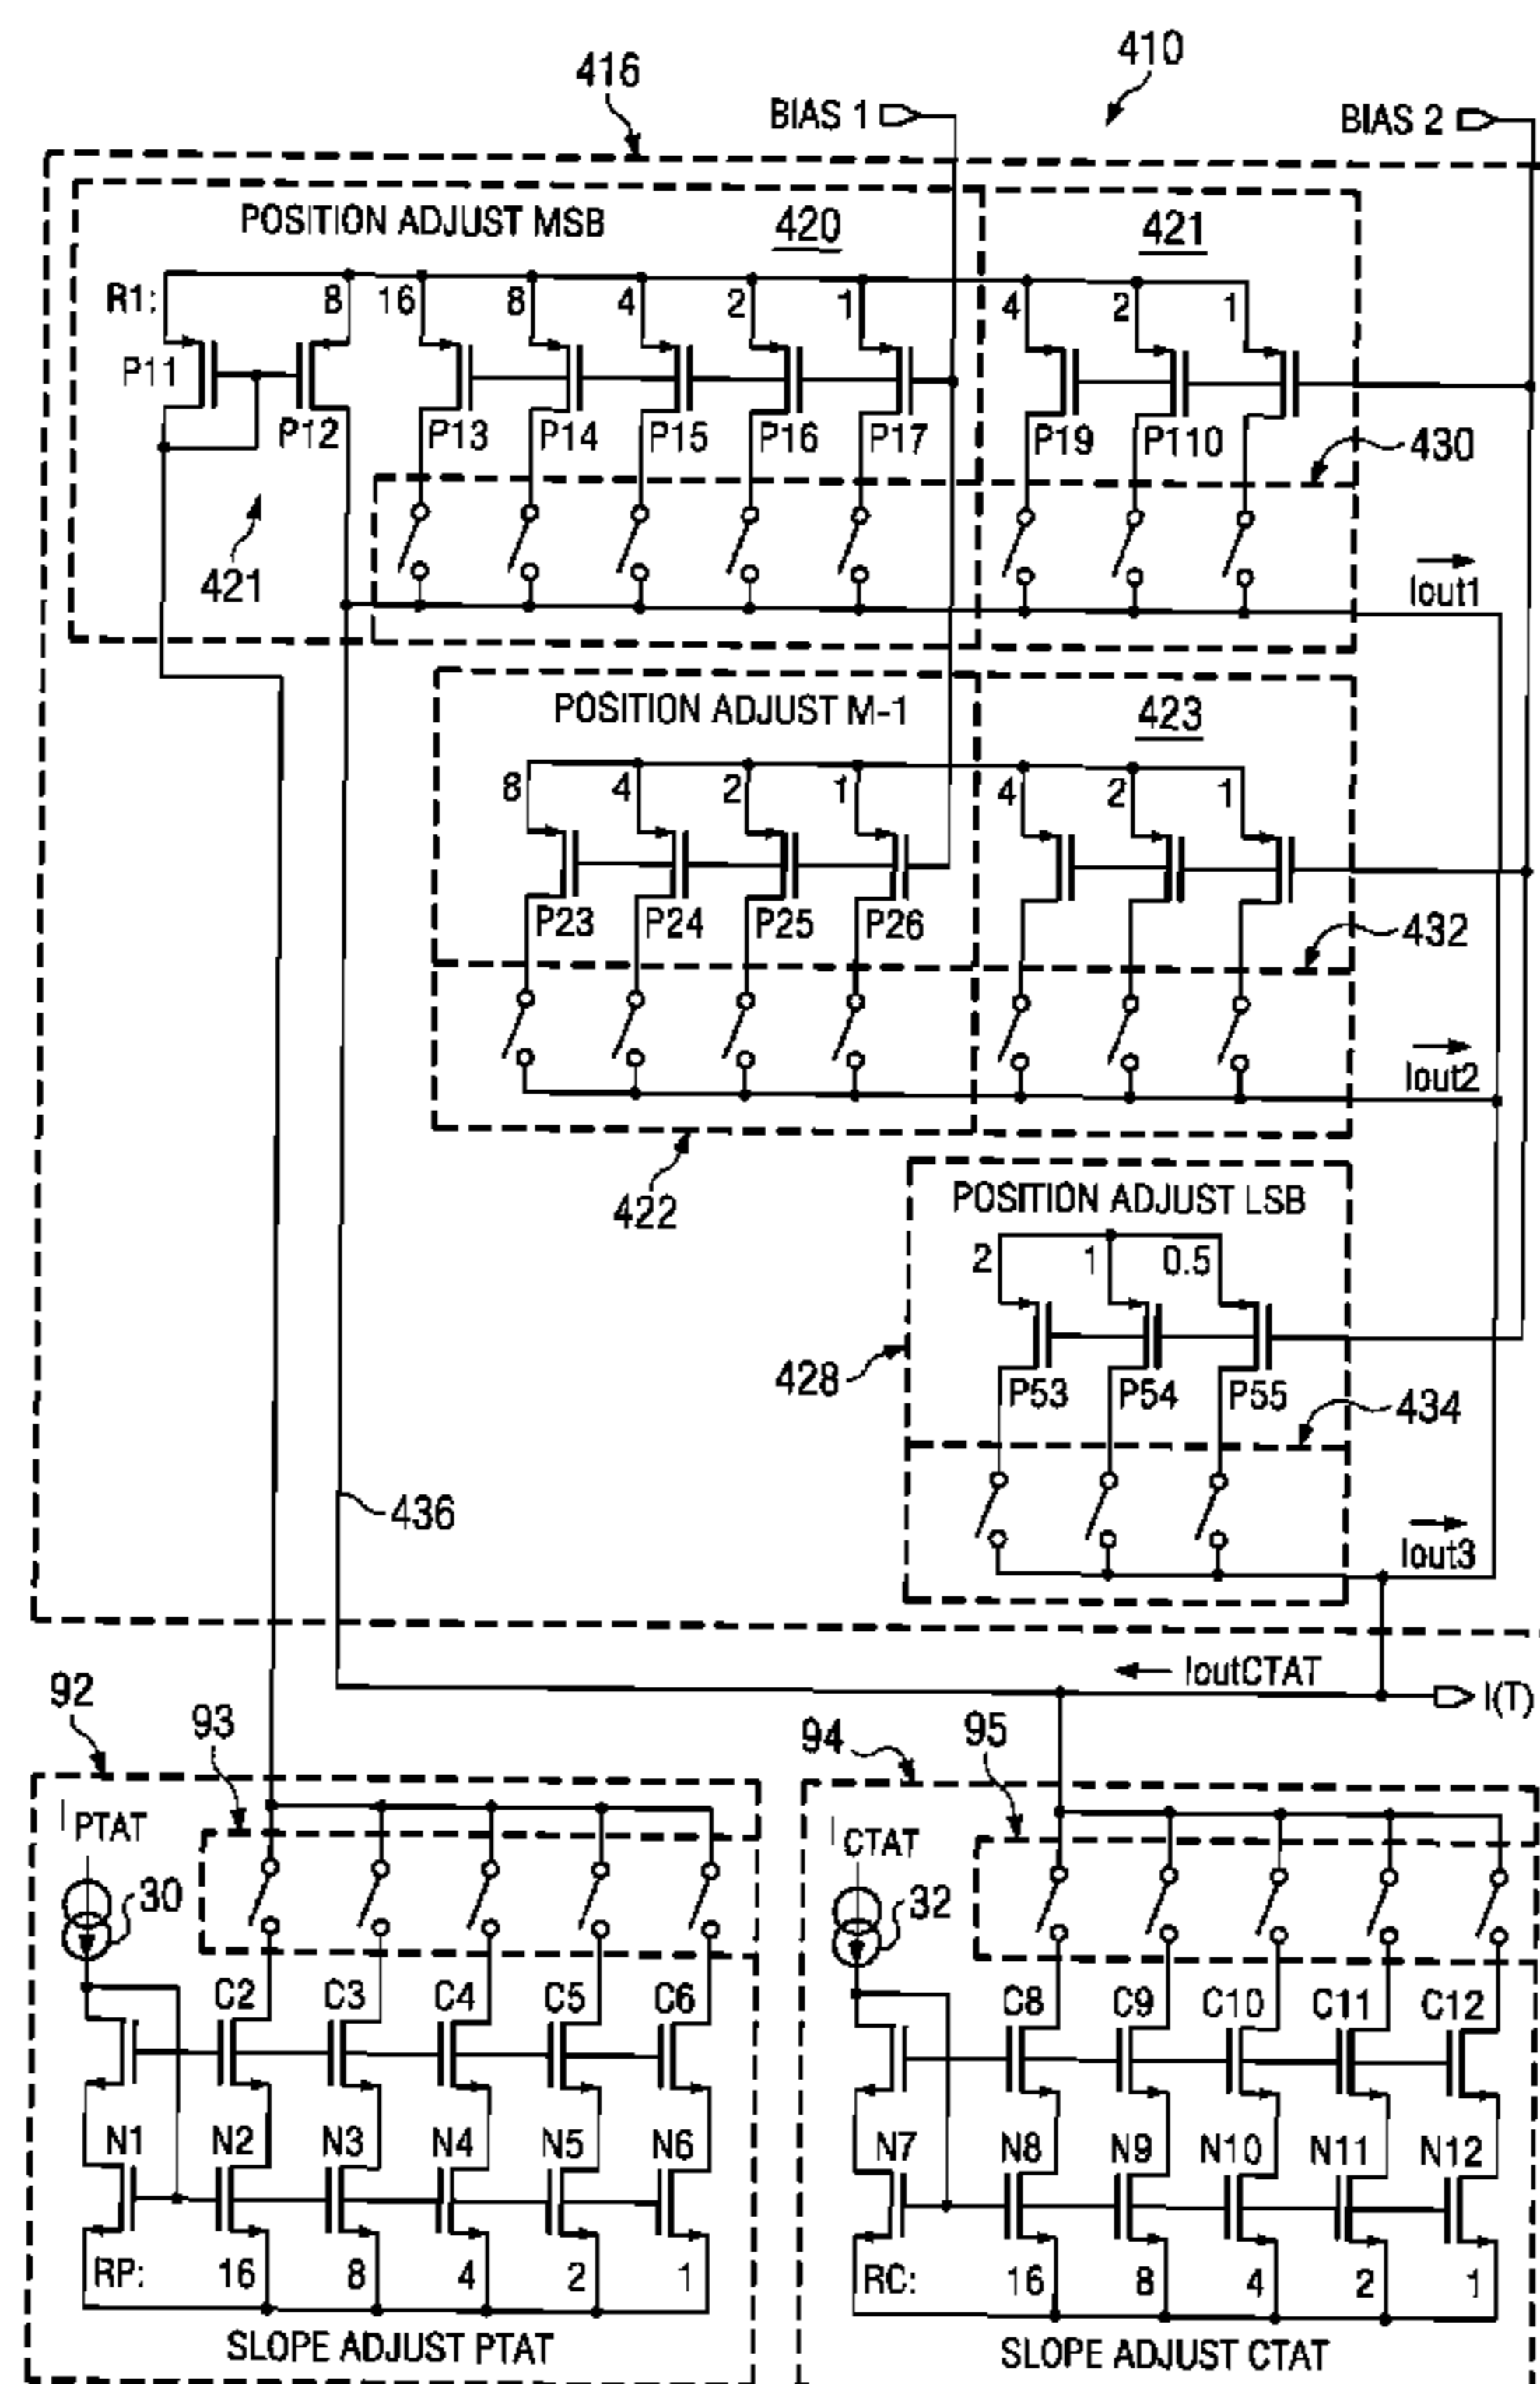 416
410
BIAS 1
BIAS 2
POSITION ADJUST MSB
420
421
R1:
8
16
8
4
2
1
4
2
1
P11
P12
P13
P14
P15
P16
P17
P19
P110
430
421
Iout1
POSITION ADJUST M-1
423
8
4
2
1
4
2
1
P23
P24
P25
P26
432
Iout2
422
POSITION ADJUST LSB
2
1
0.5
428
P53
P54
P55
434
436
Iout3
IoutCTAT
I(T)
92
93
94
95
I PTAT
I CTAT
30
32
C2
C3
C4
C5
C6
C8
C9
C10
C11
C12
N1
N2
N3
N4
N5
N6
N7
N8
N9
N10
N11
N12
RP:
16
8
4
2
1
RC:
16
8
4
2
1
SLOPE ADJUST PTAT
SLOPE ADJUST CTAT